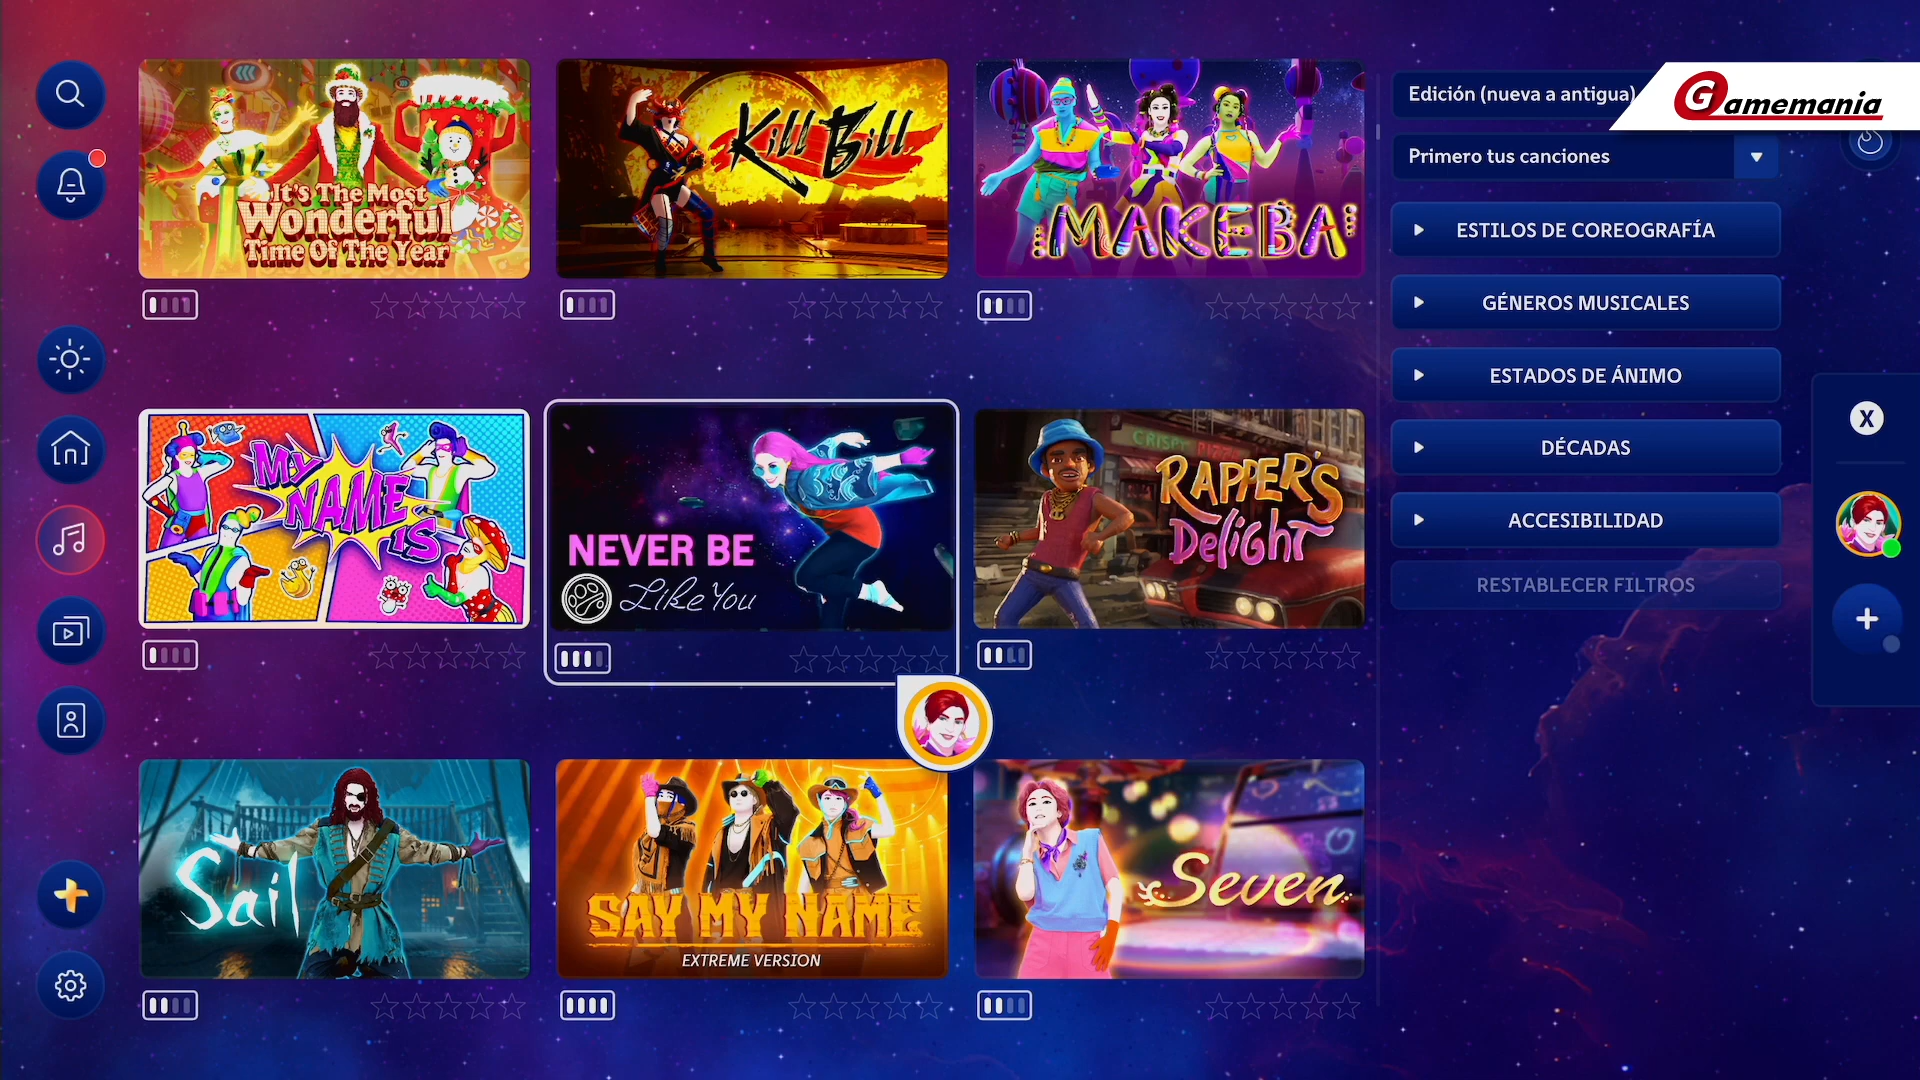 It's The Most
Wonderful
Time Of The Year
Kill Bill
MAKEBA
MY
NAME
IS
NEVER BE
Like You
CRISPY PIZZA
RAPPER'S
Delight
Sail
SAY MY NAME
EXTREME VERSION
Seven
Edición (nueva a antigua)
Gamemania
Primero tus canciones
ESTILOS DE COREOGRAFÍA
GÉNEROS MUSICALES
ESTADOS DE ÁNIMO
DÉCADAS
ACCESIBILIDAD
RESTABLECER FILTROS
X